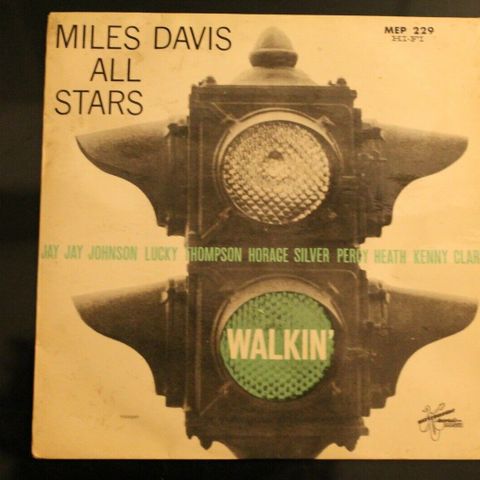 MILES DAVIS
ALL
STARS
MEP 229
HI-FI
JAY JAY JOHNSON LUCKY THOMPSON HORACE SILVER PERCY HEATH KENNY CLAR
WALKIN'